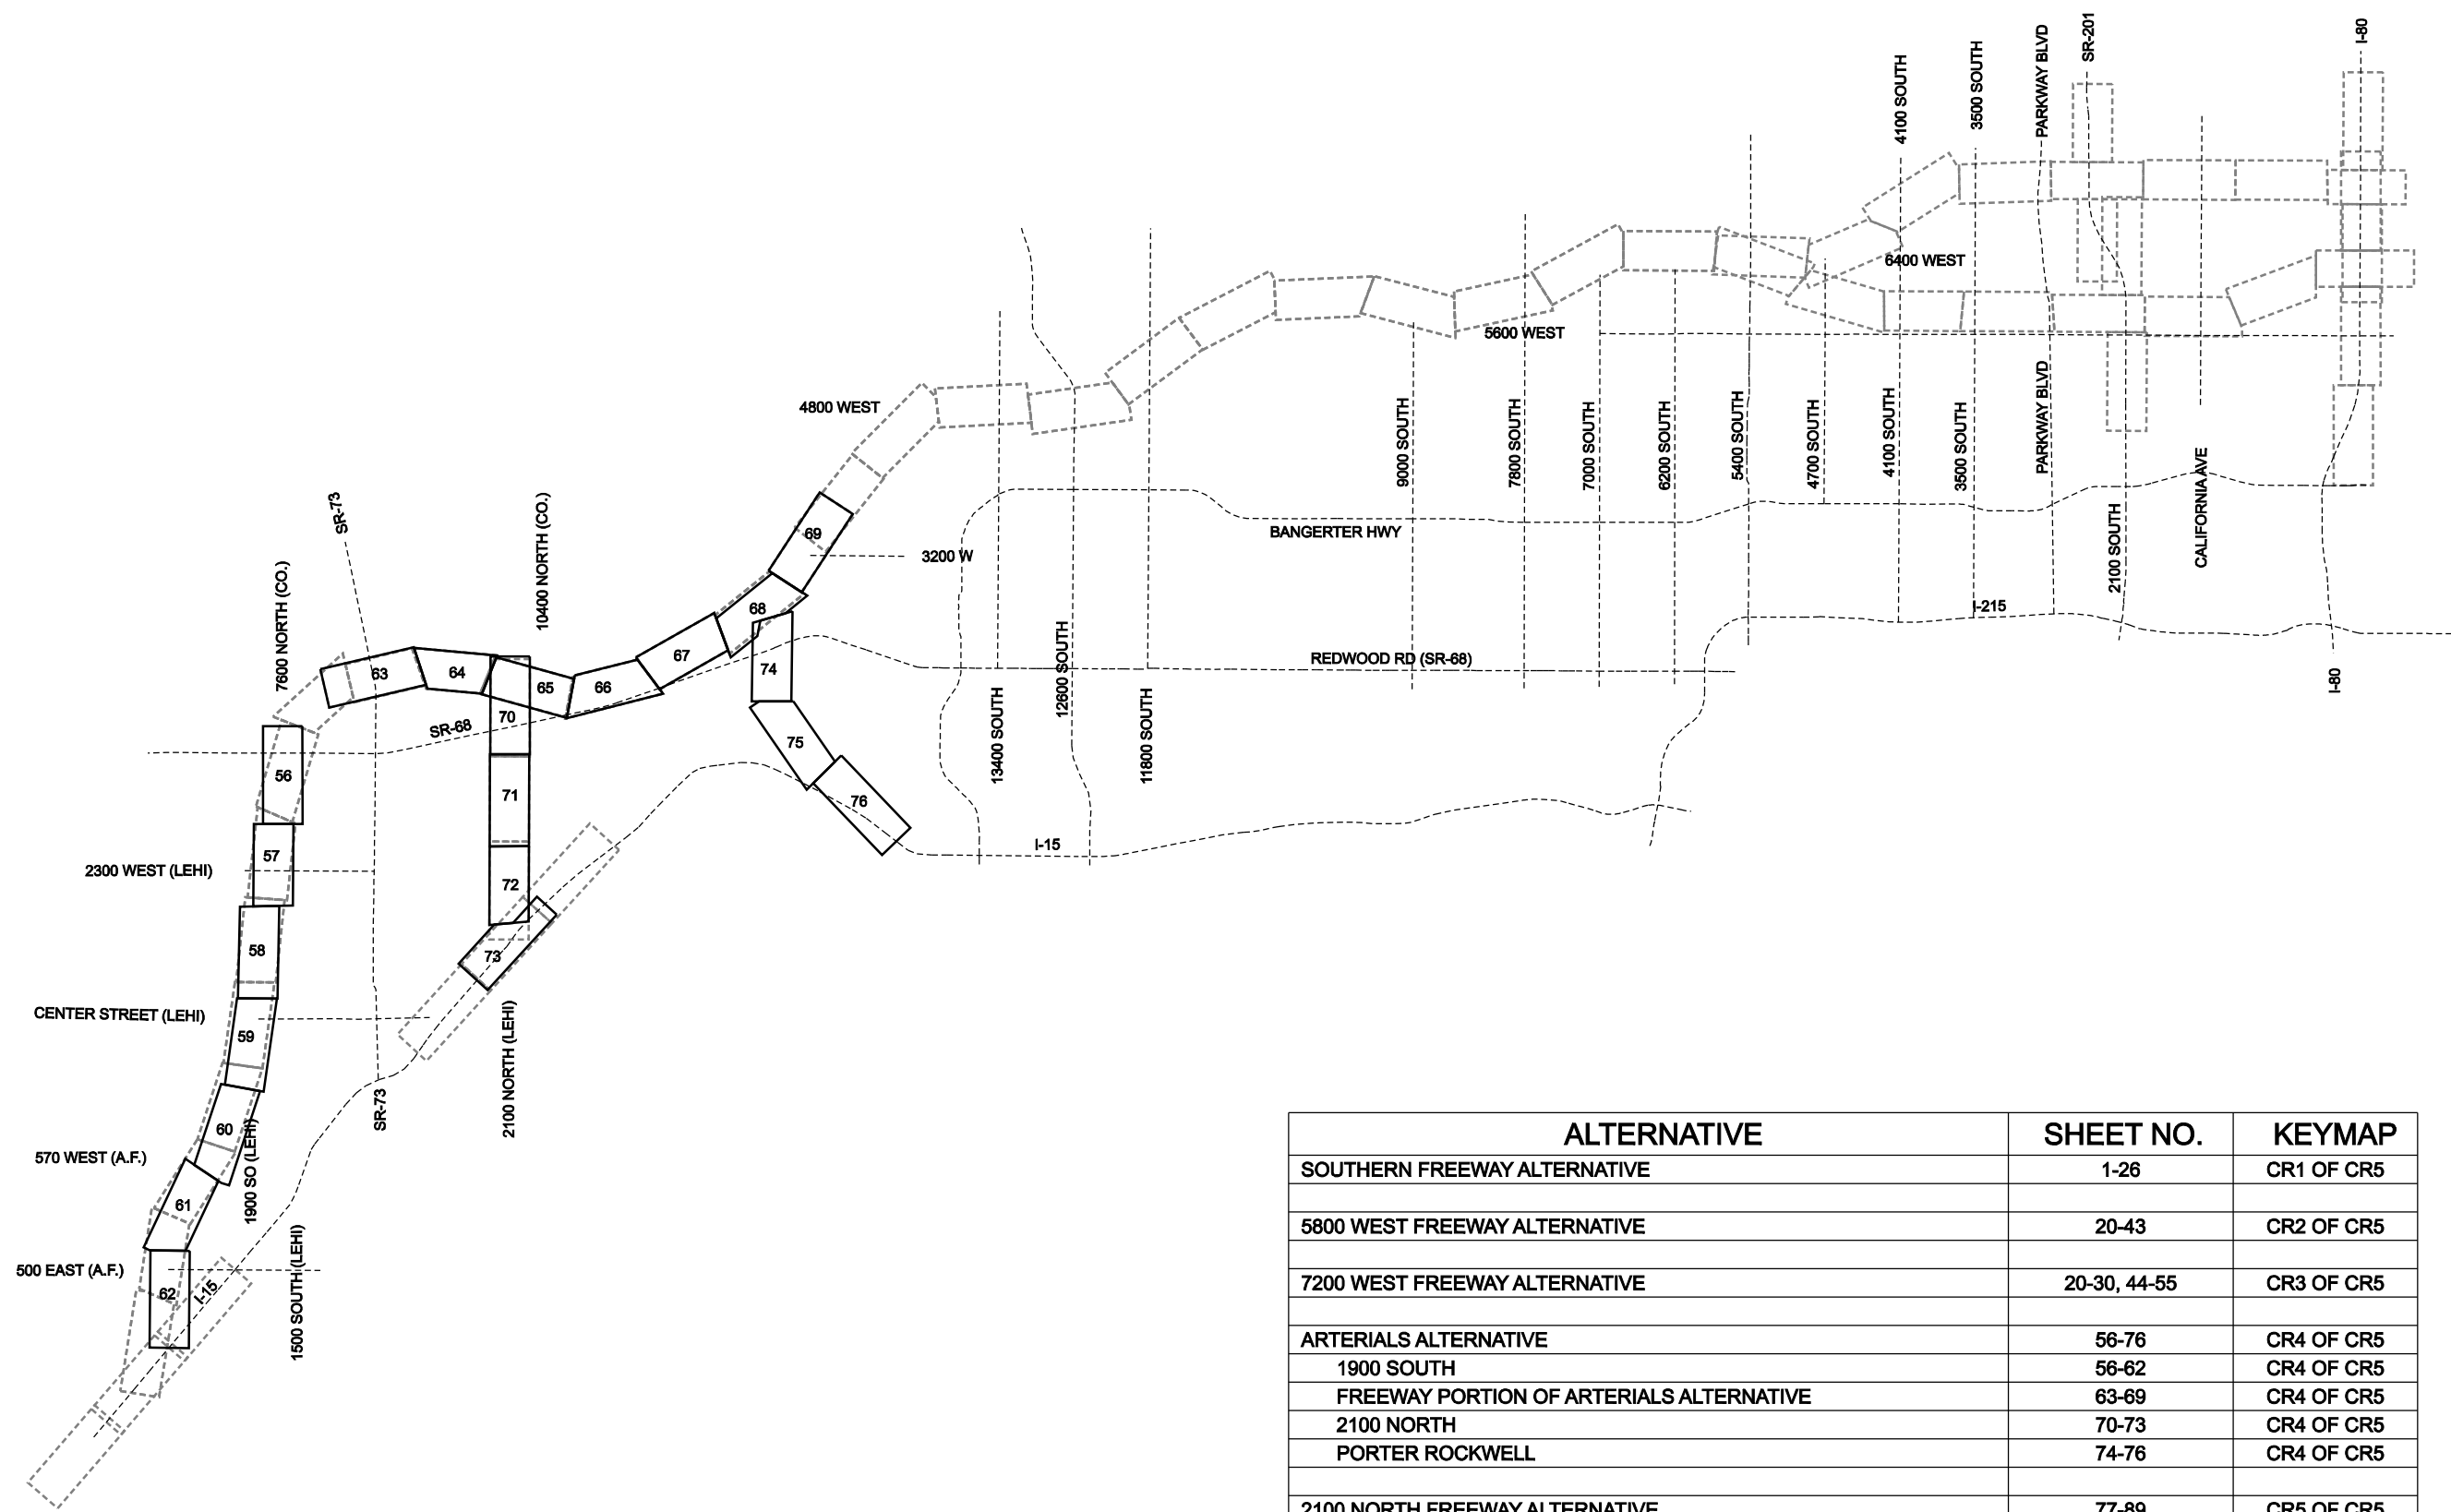 I-80
SR-201
PARKWAY BLVD
3500 SOUTH
4100 SOUTH
6400 WEST
5600 WEST
4800 WEST
9000 SOUTH
7800 SOUTH
7000 SOUTH
6200 SOUTH
5400 SOUTH
4700 SOUTH
4100 SOUTH
3500 SOUTH
PARKWAY BLVD
2100 SOUTH
CALIFORNIA AVE
BANGERTER HWY
I-215
REDWOOD RD (SR-68)
I-80
13400 SOUTH
12600 SOUTH
11800 SOUTH
I-15
3200 W
SR-73
10400 NORTH (CO.)
7600 NORTH (CO.)
69
68
67
66
65
64
63
SR-68
70
71
72
73
74
75
76
56
57
58
59
60
61
62
2300 WEST (LEHI)
CENTER STREET (LEHI)
570 WEST (A.F.)
500 EAST (A.F.)
1900 SO (LEHI)
1500 SOUTH (LEHI)
SR-73
2100 NORTH (LEHI)
I-15
ALTERNATIVE SHEET NO. KEYMAP
SOUTHERN FREEWAY ALTERNATIVE 1-26 CR1 OF CR5
5800 WEST FREEWAY ALTERNATIVE 20-43 CR2 OF CR5
7200 WEST FREEWAY ALTERNATIVE 20-30, 44-55 CR3 OF CR5
ARTERIALS ALTERNATIVE 56-76 CR4 OF CR5
1900 SOUTH 56-62 CR4 OF CR5
FREEWAY PORTION OF ARTERIALS ALTERNATIVE 63-69 CR4 OF CR5
2100 NORTH 70-73 CR4 OF CR5
PORTER ROCKWELL 74-76 CR4 OF CR5
2100 NORTH FREEWAY ALTERNATIVE 77-89 CR5 OF CR5